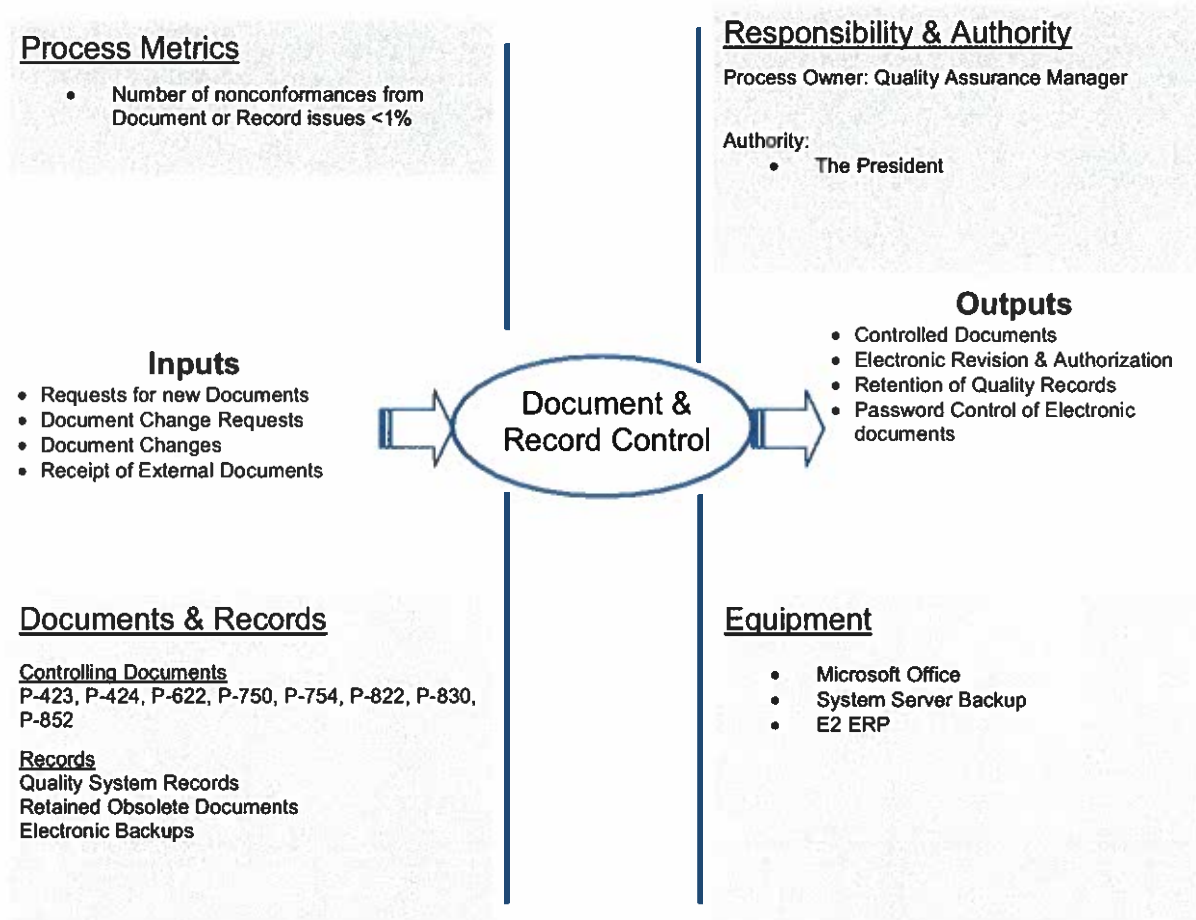 Process Metrics
• Number of nonconformances from
Document or Record issues <1%
Responsibility & Authority
Process Owner: Quality Assurance Manager
Authority:
• The President
Inputs
• Requests for new Documents
• Document Change Requests
• Document Changes
• Receipt of External Documents
Document &
Record Control
Outputs
• Controlled Documents
• Electronic Revision & Authorization
• Retention of Quality Records
• Password Control of Electronic
documents
Documents & Records
Controlling Documents
P-423, P-424, P-622, P-750, P-754, P-822, P-830,
P-852
Records
Quality System Records
Retained Obsolete Documents
Electronic Backups
Equipment
• Microsoft Office
• System Server Backup
• E2 ERP